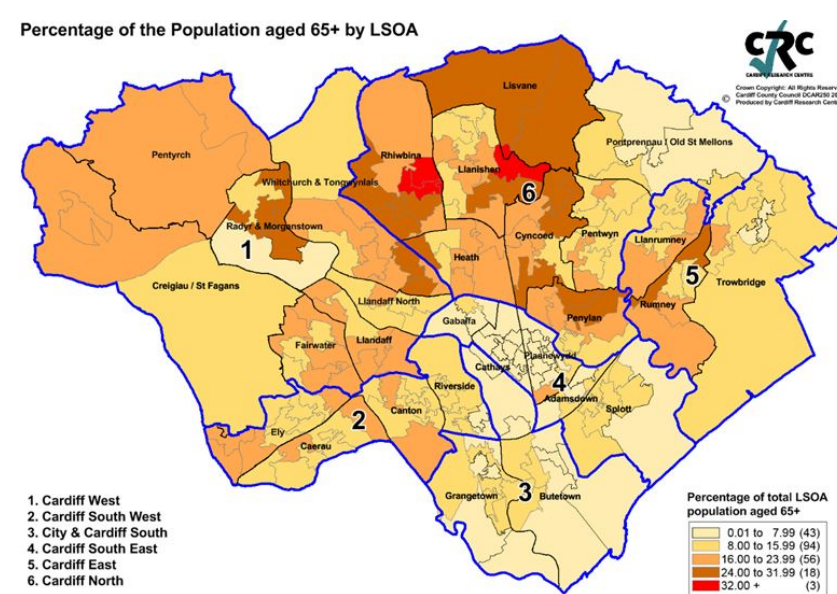 Percentage of the Population aged 65+ by LSOA
CRC
CARDIFF RESEARCH CENTRE
Crown Copyright: All Rights
Cardiff County Council
© Produced by Cardiff Research
Lisvane
Pontprennau / Old St Mellons
Pentyrch
Rhiwbina
Llanishen
Whitchurch & Tongwynlais
6
Radyr & Morganstown
Cyncoed
Pentwyn
Llanrumney
1
Heath
5
Trowbridge
Creigiau / St Fagans
Llandaff North
Rumney
Gabalfa
Penylan
Fairwater
Llandaff
Plasnewydd
Cathays
4
Riverside
Adamsdown
Canton
Splott
2
Ely
Caerau
3
Grangetown
Butetown
1. Cardiff West
2. Cardiff South West
3. City & Cardiff South
4. Cardiff South East
5. Cardiff East
6. Cardiff North
Percentage of total LSOA
population aged 65+
0.01 to 7.99 (43)
8.00 to 15.99 (94)
16.00 to 23.99 (56)
24.00 to 31.99 (18)
32.00 + (3)